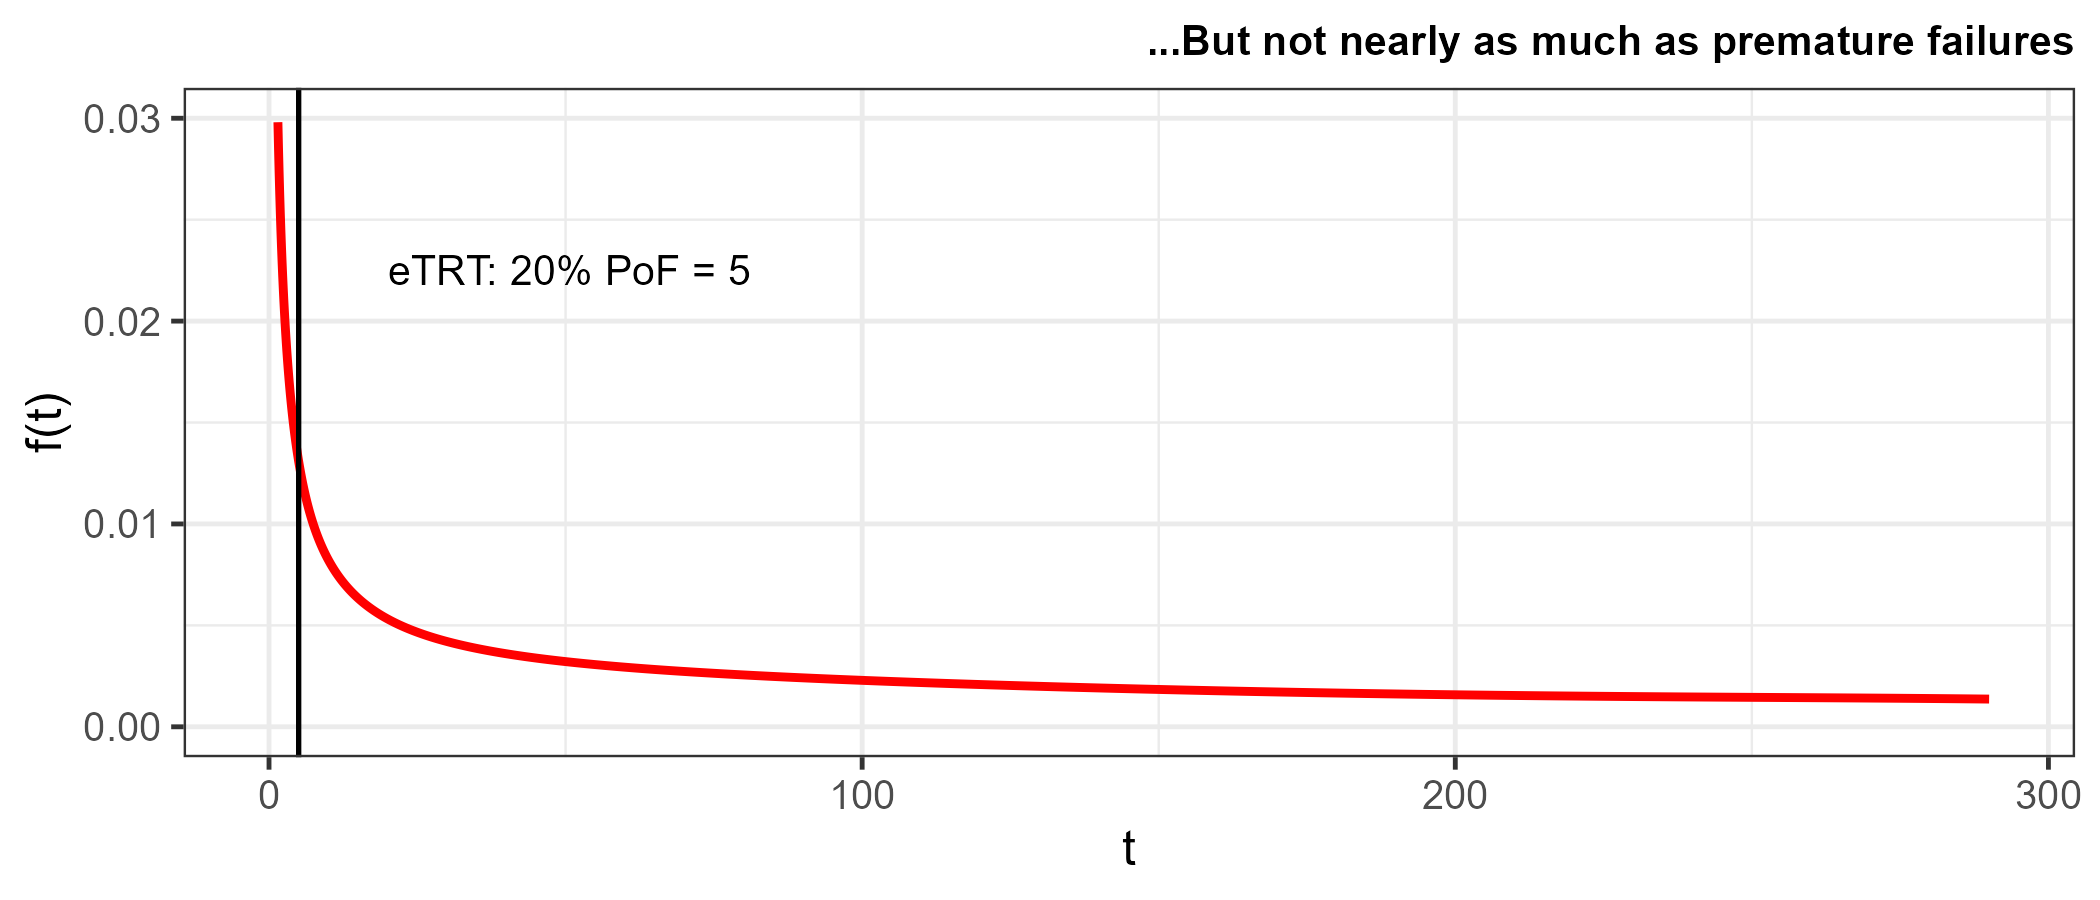 ...But not nearly as much as premature failures
0.03
eTRT: 20% PoF = 5
0.02
f(t)
0.01
0.00
0 100 200 300
t